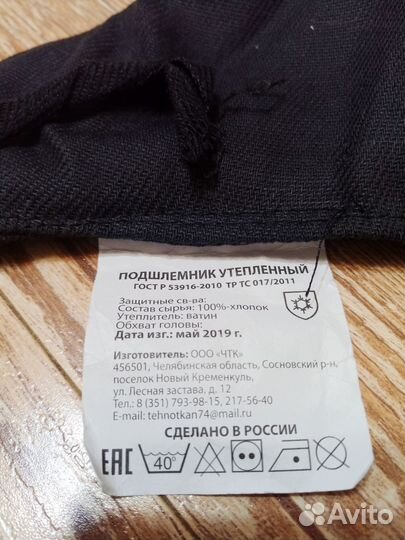 ПОДШЛЕМНИК УТЕПЛЕННЫЙ
ГОСТ Р 53916-2010 ТР ТС 017/2011
Защитные св-ва:
Состав сырья: 100%-хлопок
Утеплитель: ватин
Обхват головы:
Дата изг.: май 2019 г.
Изготовитель: ООО «ЧТК»
456501, Челябинская область, Сосновский р-н,
поселок Новый Кременкуль,
ул. Лесная застава, д. 12
Тел.: 8 (351) 793-98-15, 217-56-40
E-mail: tehnotkan74@mail.ru
СДЕЛАНО В РОССИИ
EAC 40°
Avito